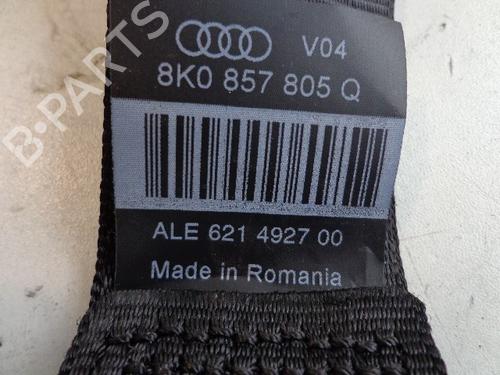 V04
8K0 857 805 Q
ALE 621 4927 00
Made in Romania
B-PARTS